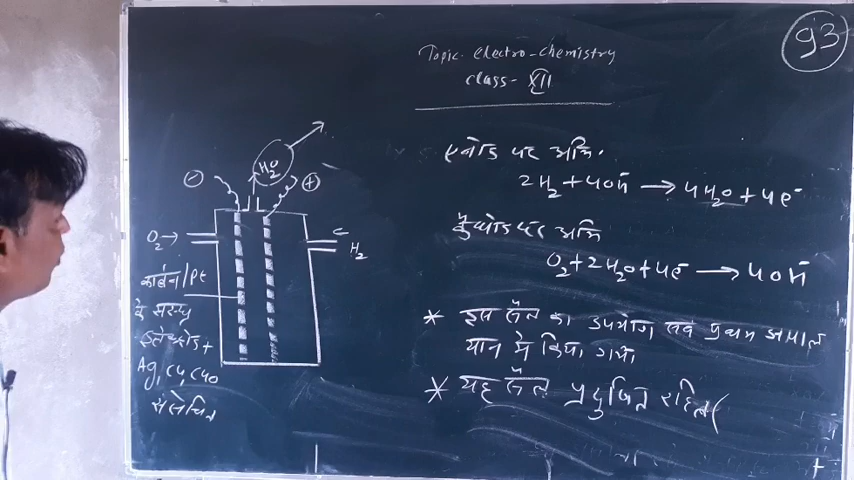 93
Topic. Electro-chemistry
class- XII
एनोड पर अभि.
2H₂+4OH⁻ → 4H₂O+4e⁻
कैथोड पर अभि
O₂+2H₂O+4e⁻ → 4OH⁻
* इस सैल का उपयोग सर्व प्रथम अपोलो
यान में किया गया
* यह सैल प्रदुषित रहित (
H₂O
-
+
O₂→
←
H₂
कार्बन/Pt
के सरन्ध्र
इलेक्ट्रोड+
Ag, Cu, CuO